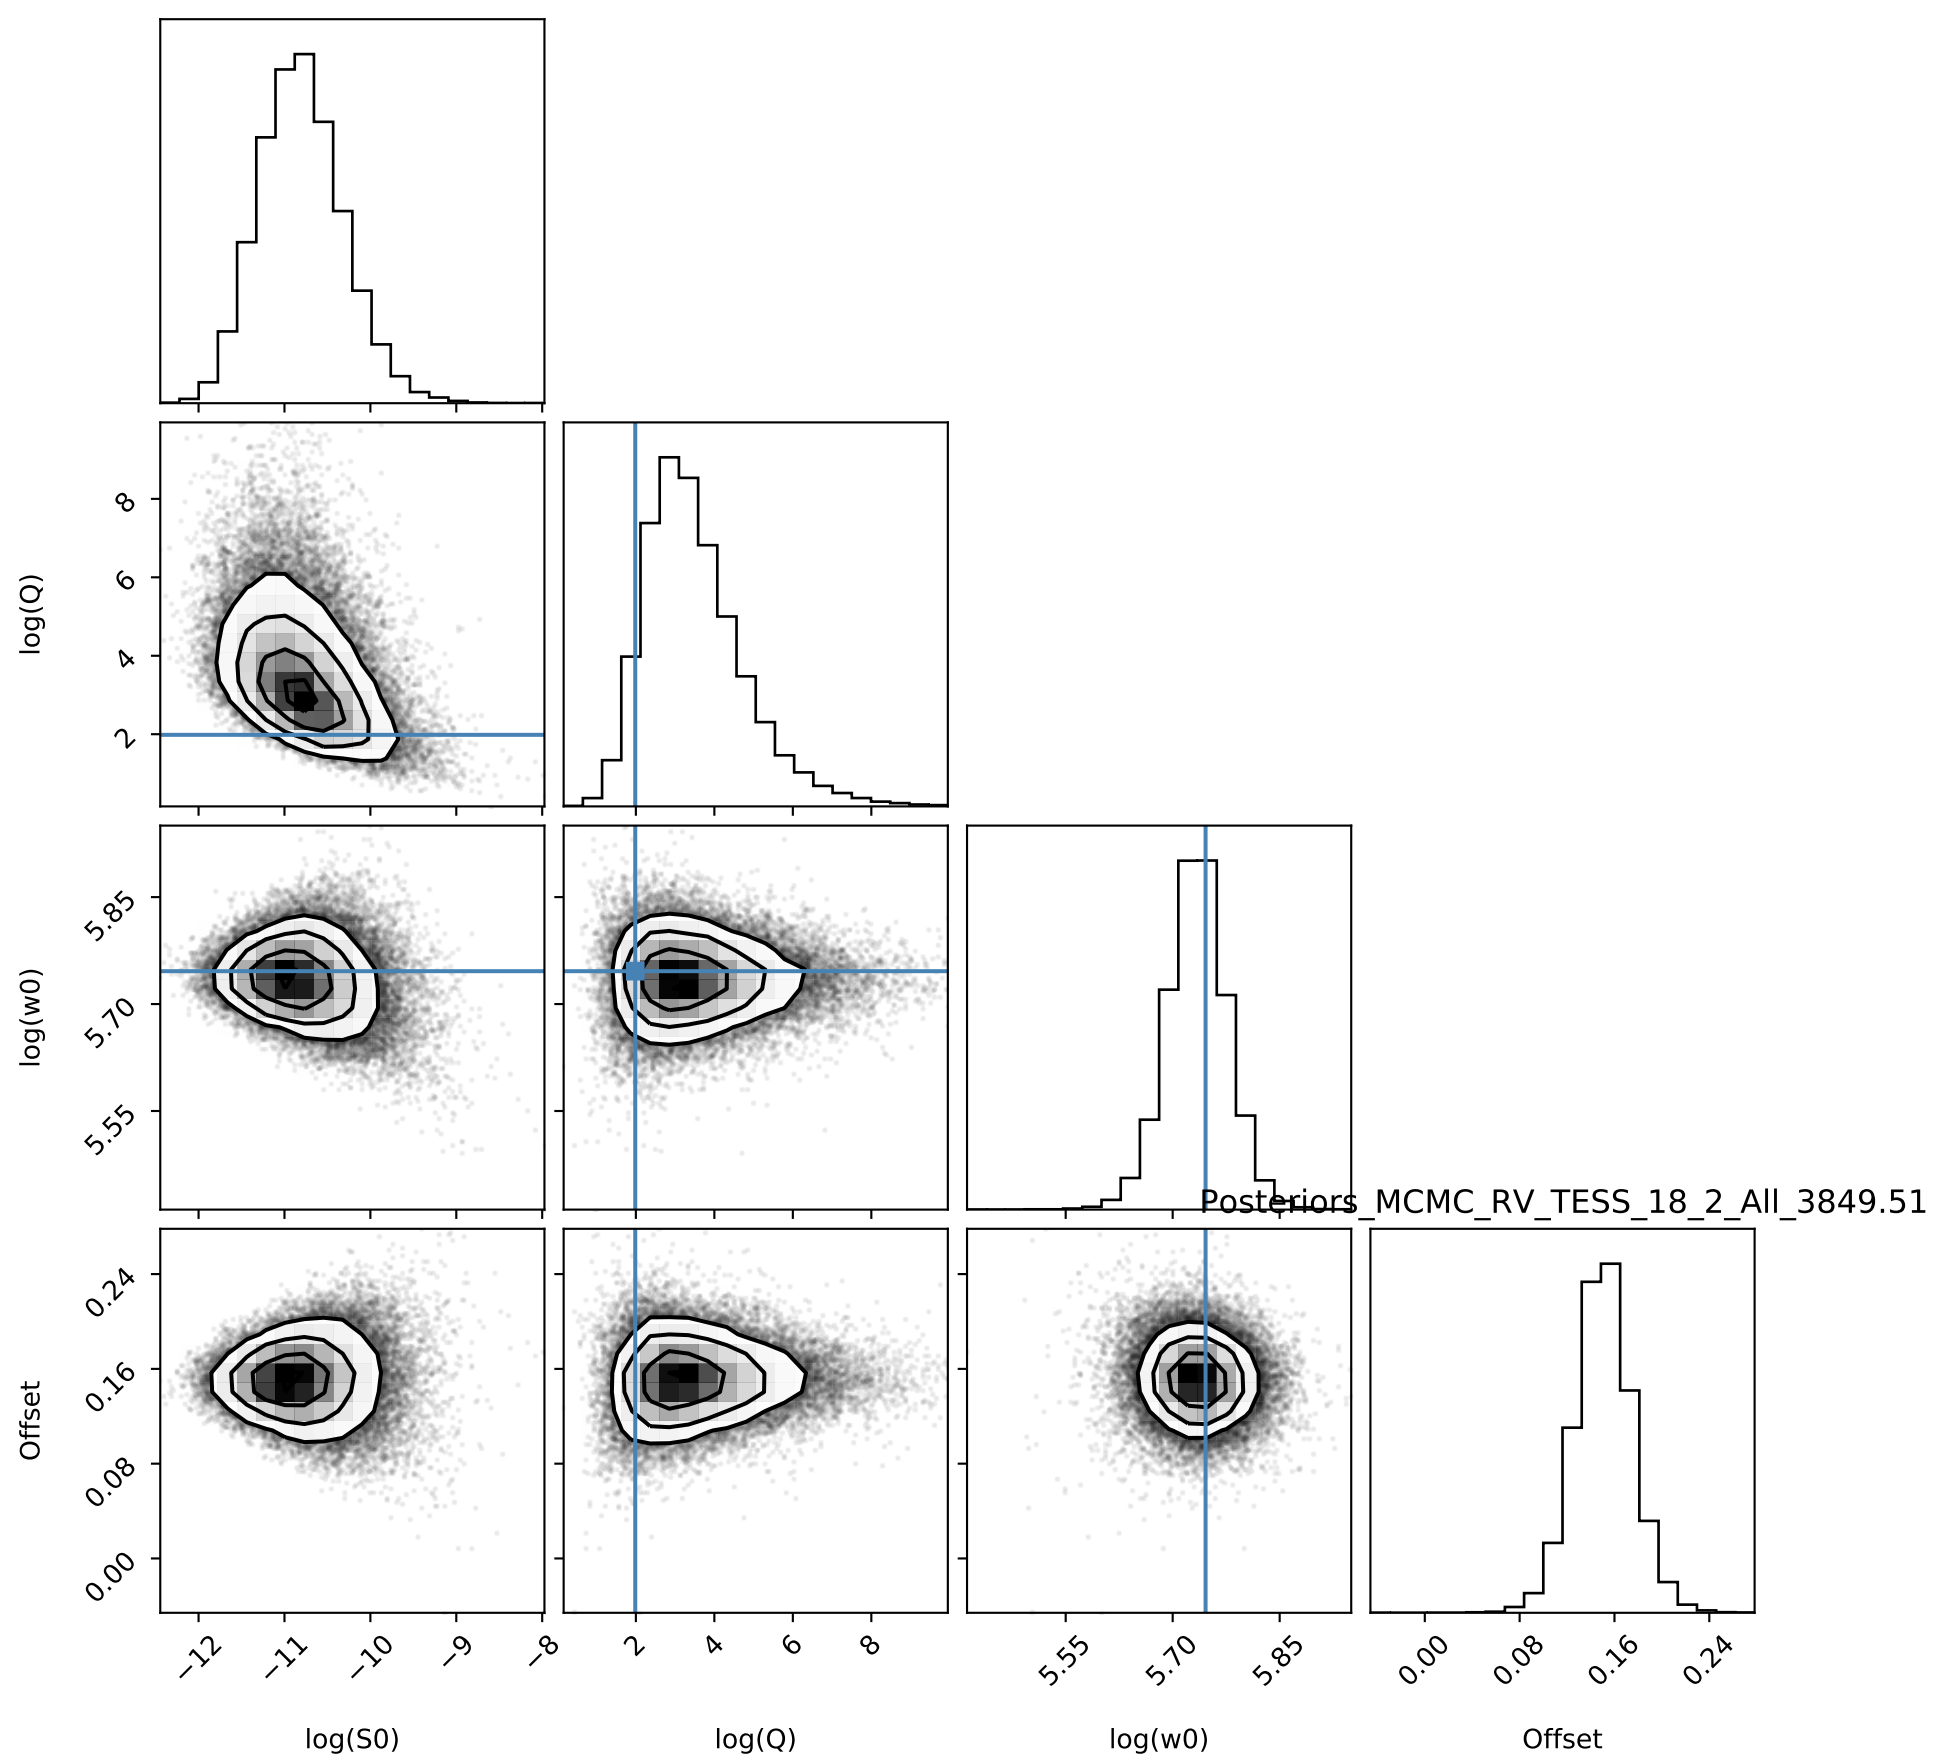 log(Q)
8
6
4
2
log(w0)
5.85
5.70
5.55
Posteriors_MCMC_RV_TESS_18_2_All_3849.51
Offset
0.24
0.16
0.08
0.00
−12 −11 −10 −9 −8 2 4 6 8 5.55 5.70 5.85 0.00 0.08 0.16 0.24
log(S0) log(Q) log(w0) Offset